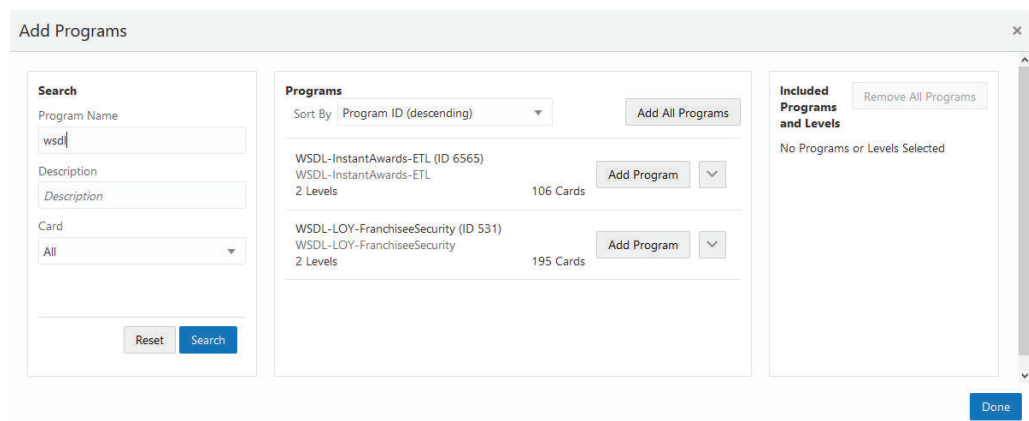 Add Programs
×
Search
Program Name
wsdl
Description
Description
Card
All
Reset Search
Programs
Sort By Program ID (descending) Add All Programs
WSDL-InstantAwards-ETL (ID 6565)
WSDL-InstantAwards-ETL
2 Levels 106 Cards
Add Program
WSDL-LOY-FranchiseeSecurity (ID 531)
WSDL-LOY-FranchiseeSecurity
2 Levels 195 Cards
Add Program
Included
Programs
and Levels
Remove All Programs
No Programs or Levels Selected
Done